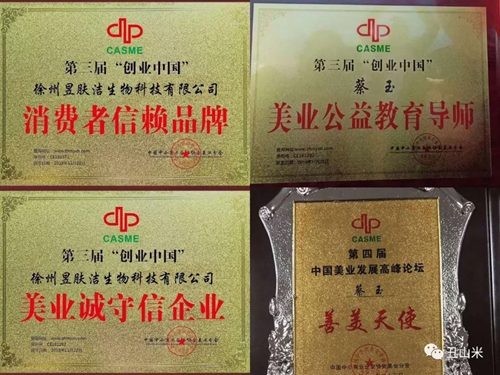 CASME
第三届“创业中国”
徐州昱肤洁生物科技有限公司
消费者信赖品牌
CASME
第三届“创业中国”
蔡玉
美业公益教育导师
CASME
第三届“创业中国”
徐州昱肤洁生物科技有限公司
美业诚守信企业
CASME
第四届
中国美业发展高峰论坛
蔡玉
善美天使
丑山米